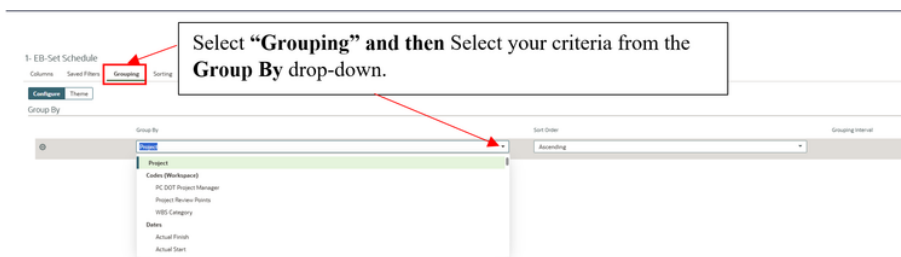 Select “Grouping” and then Select your criteria from the
Group By drop-down.
1- EB-Set Schedule
Columns Saved Filters Grouping Sorting
Configure Theme
Group By
Group By Sort Order Grouping Interval
Project Ascending
Project
Codes (Workspace)
PC DOT Project Manager
Project Review Points
WBS Category
Dates
Actual Finish
Actual Start